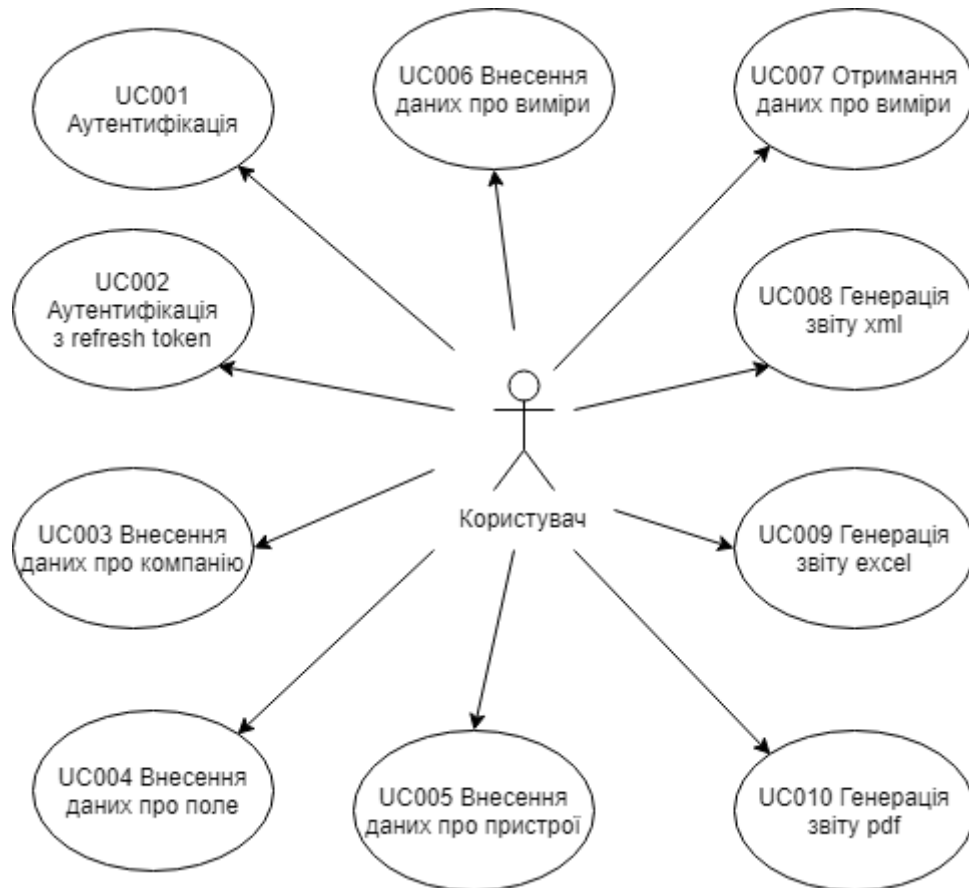 UC001
Аутентифікація
UC006 Внесення
даних про виміри
UC007 Отримання
даних про виміри
UC002
Аутентифікація
з refresh token
UC008 Генерація
звіту xml
Користувач
UC003 Внесення
даних про компанію
UC009 Генерація
звіту excel
UC004 Внесення
даних про поле
UC005 Внесення
даних про пристрої
UC010 Генерація
звіту pdf